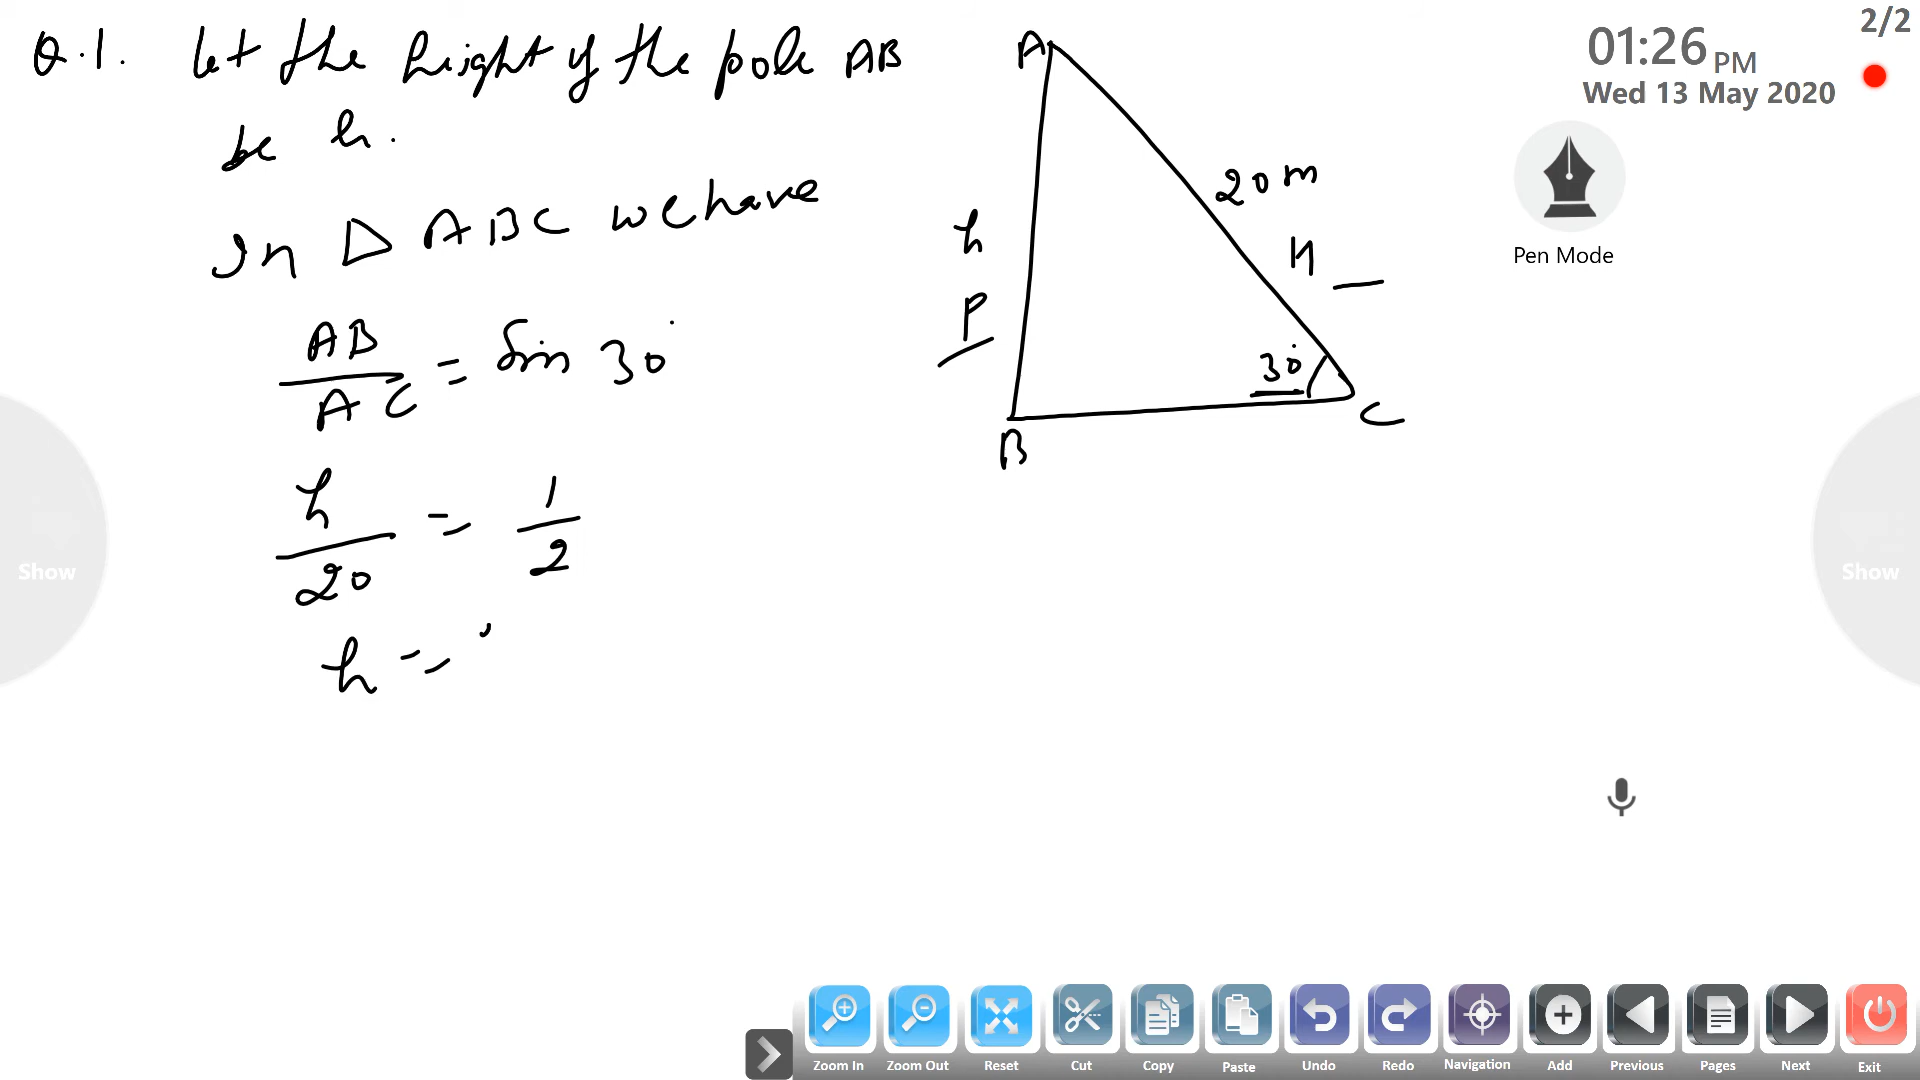 Q.1. let the height of the pole AB
be h.
In Δ ABC we have
AB/AC = Sin 30°
h/20 = 1/2
h =
A
20 m
h
H
P
30°
B
C
2/2
01:26 PM
Wed 13 May 2020
Pen Mode
Show
Show
Zoom In Zoom Out Reset Cut Copy Paste Undo Redo Navigation Add Previous Pages Next Exit